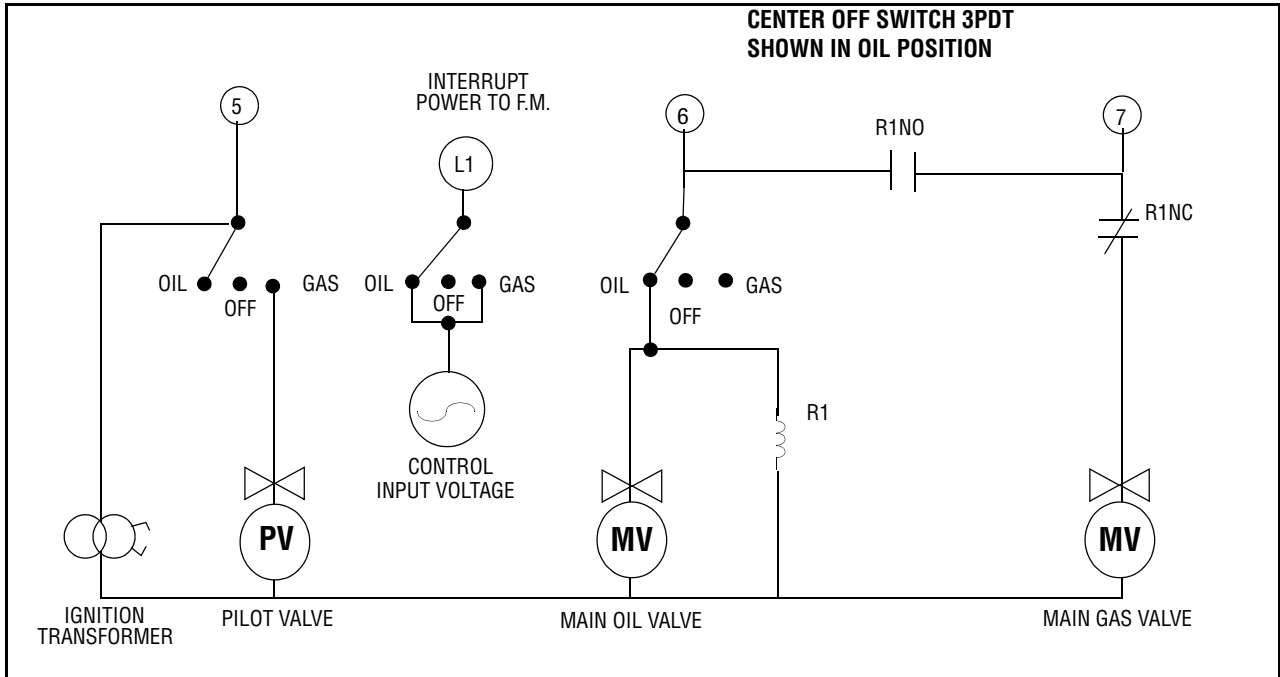 CENTER OFF SWITCH 3PDT
SHOWN IN OIL POSITION
INTERRUPT
POWER TO F.M.
5
L1
6
R1NO
7
R1NC
OIL
OFF
GAS
OIL
OFF
GAS
OIL
OFF
GAS
R1
CONTROL
INPUT VOLTAGE
PV
MV
MV
IGNITION
TRANSFORMER
PILOT VALVE
MAIN OIL VALVE
MAIN GAS VALVE